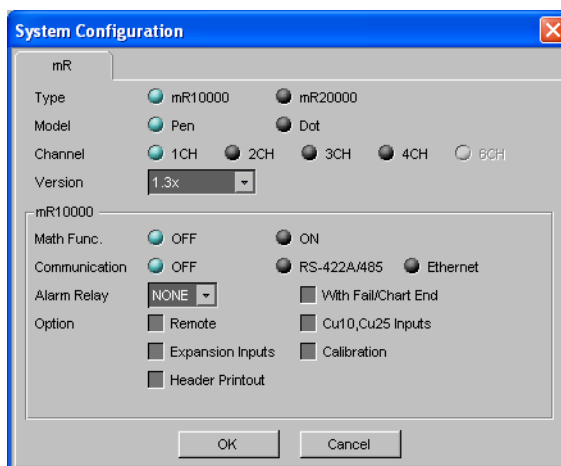 System Configuration
mR
Type mR10000 mR20000
Model Pen Dot
Channel 1CH 2CH 3CH 4CH 6CH
Version 1.3x
mR10000
Math Func. OFF ON
Communication OFF RS-422A/485 Ethernet
Alarm Relay NONE With Fail/Chart End
Option Remote Cu10,Cu25 Inputs
Expansion Inputs Calibration
Header Printout
OK Cancel